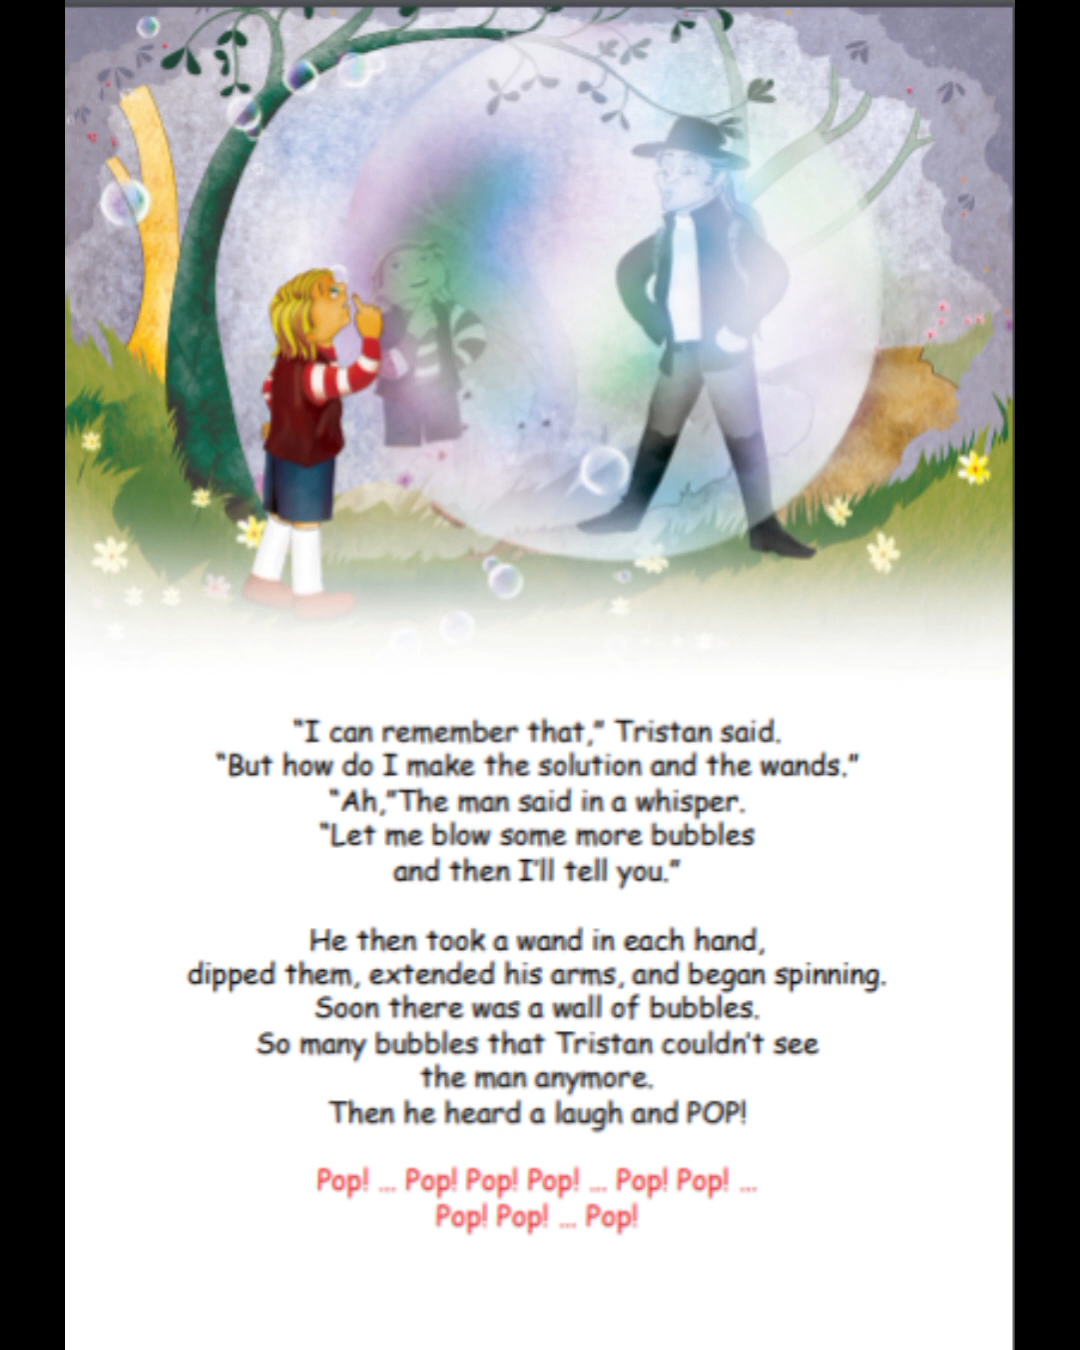 “I can remember that,” Tristan said.
“But how do I make the solution and the wands.”
“Ah,”The man said in a whisper.
“Let me blow some more bubbles
and then I’ll tell you.”
He then took a wand in each hand,
dipped them, extended his arms, and began spinning.
Soon there was a wall of bubbles.
So many bubbles that Tristan couldn’t see
the man anymore.
Then he heard a laugh and POP!
Pop! ... Pop! Pop! Pop! ... Pop! Pop! ...
Pop! Pop! ... Pop!